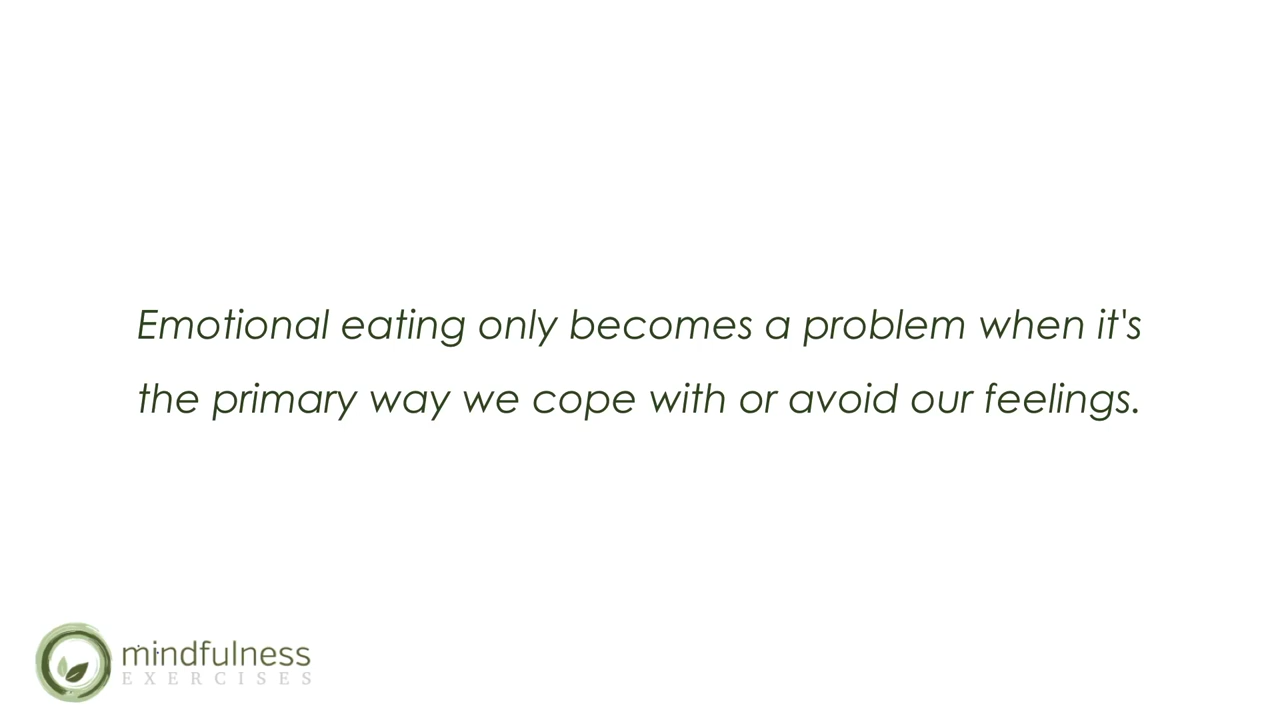 Emotional eating only becomes a problem when it's
the primary way we cope with or avoid our feelings.
mindfulness
EXERCISES